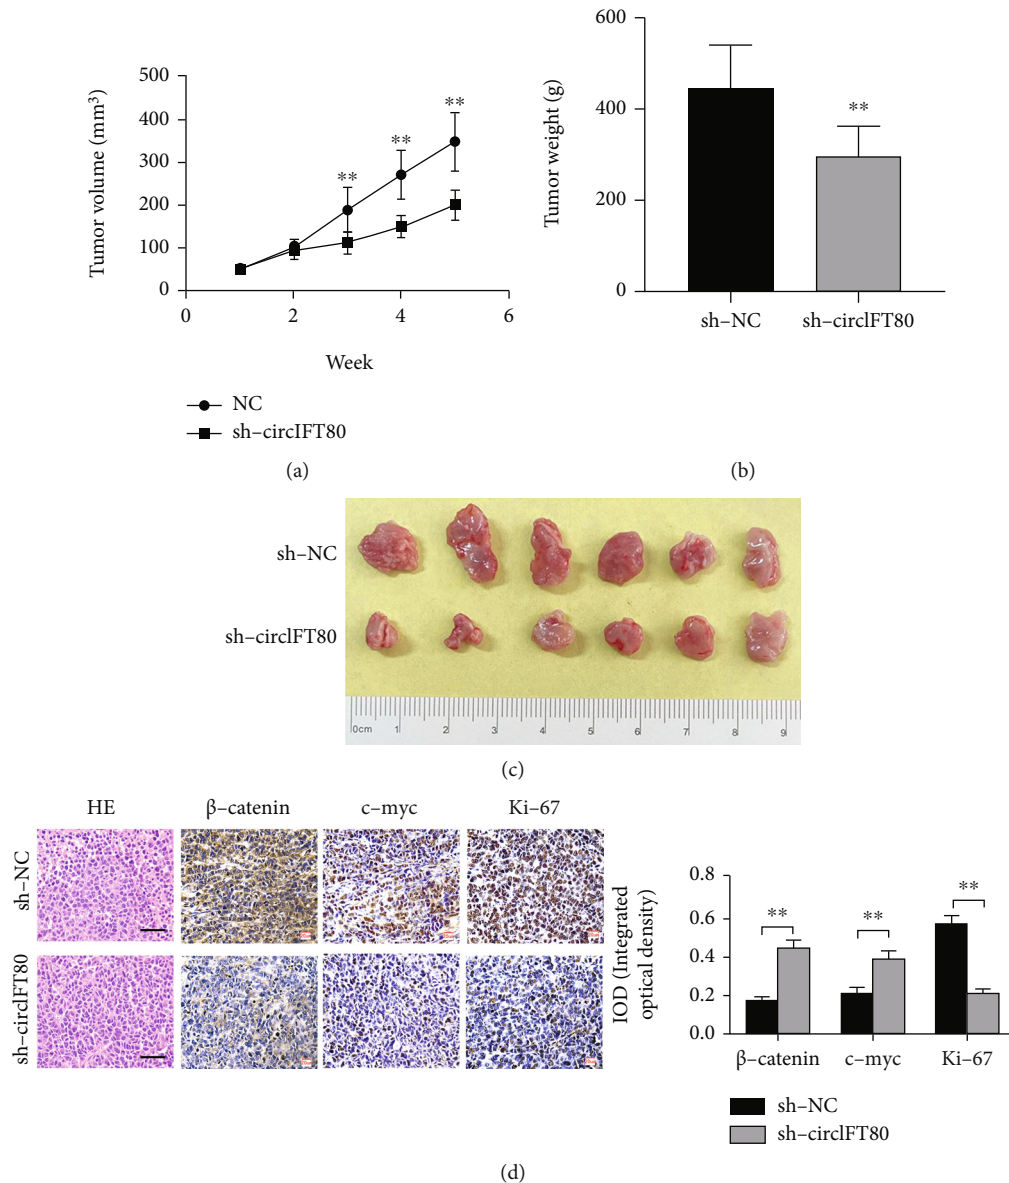 500
400
300
200
100
0
Tumor volume (mm³)
0
2
4
6
Week
**
**
**
NC
sh–circIFT80
(a)
600
400
200
0
Tumor weight (g)
**
sh–NC
sh–circlFT80
(b)
sh–NC
sh–circlFT80
0cm 1 2 3 4 5 6 7 8 9
(c)
HE
β–catenin
c–myc
Ki–67
sh–NC
sh–circlFT80
IOD (Integrated
optical density)
0.8
0.6
0.4
0.2
0.0
**
**
**
β–catenin
c–myc
Ki–67
sh–NC
sh–circlFT80
(d)